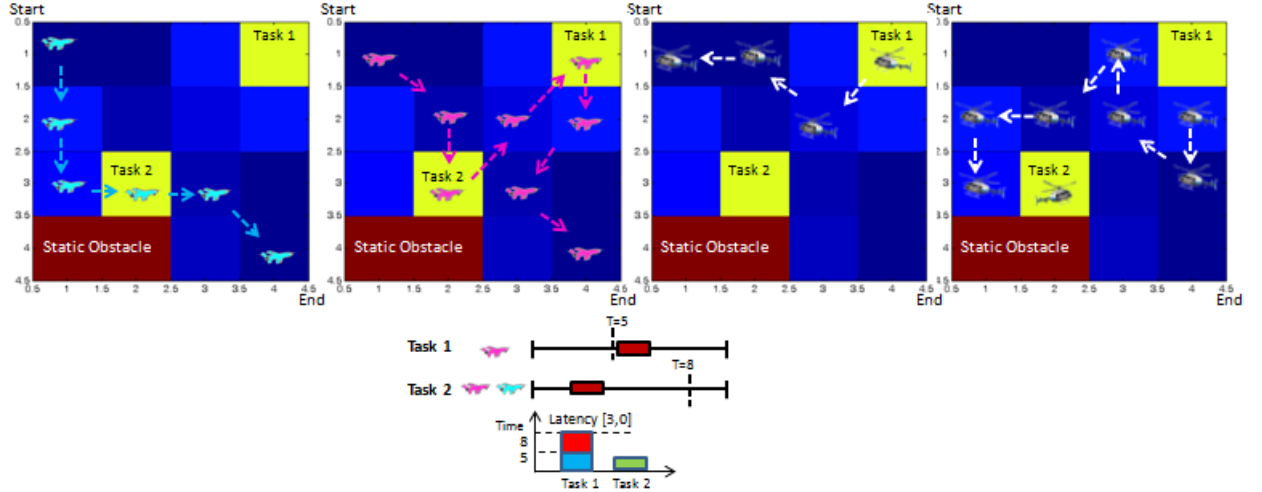 Start
Start
Start
Start
Task 1
Task 1
Task 1
Task 1
Task 2
Task 2
Task 2
Task 2
Static Obstacle
Static Obstacle
Static Obstacle
Static Obstacle
0.5
1
1.5
2
2.5
3
3.5
4
4.5
0.5
1
1.5
2
2.5
3
3.5
4
4.5
0.5
1
1.5
2
2.5
3
3.5
4
4.5
0.5
1
1.5
2
2.5
3
3.5
4
4.5
0.5 1 1.5 2 2.5 3 3.5 4 4.5
0.5 1 1.5 2 2.5 3 3.5 4 4.5
0.5 1 1.5 2 2.5 3 3.5 4 4.5
0.5 1 1.5 2 2.5 3 3.5 4 4.5
End
End
End
End
T=5
Task 1
T=8
Task 2
Latency [3,0]
Time
8
5
Task 1 Task 2